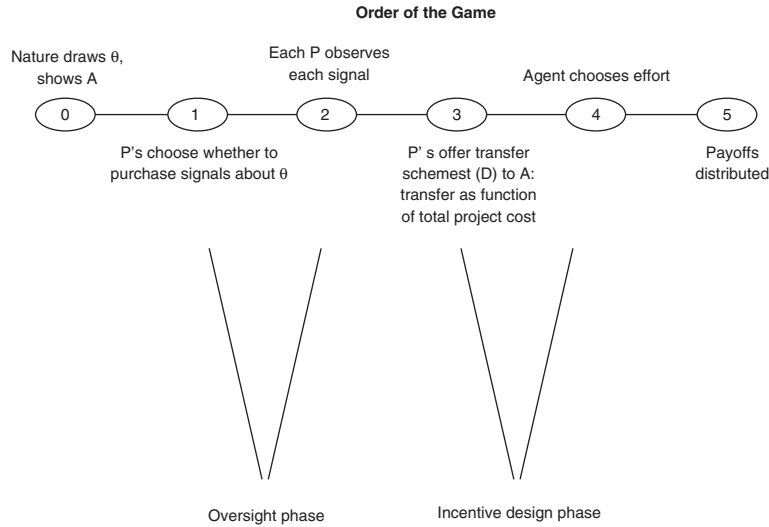 Order of the Game
Nature draws θ,
shows A
Each P observes
each signal
Agent chooses effort
0
1
2
3
4
5
P's choose whether to
purchase signals about θ
P' s offer transfer
schemest (D) to A:
transfer as function
of total project cost
Payoffs
distributed
Oversight phase
Incentive design phase